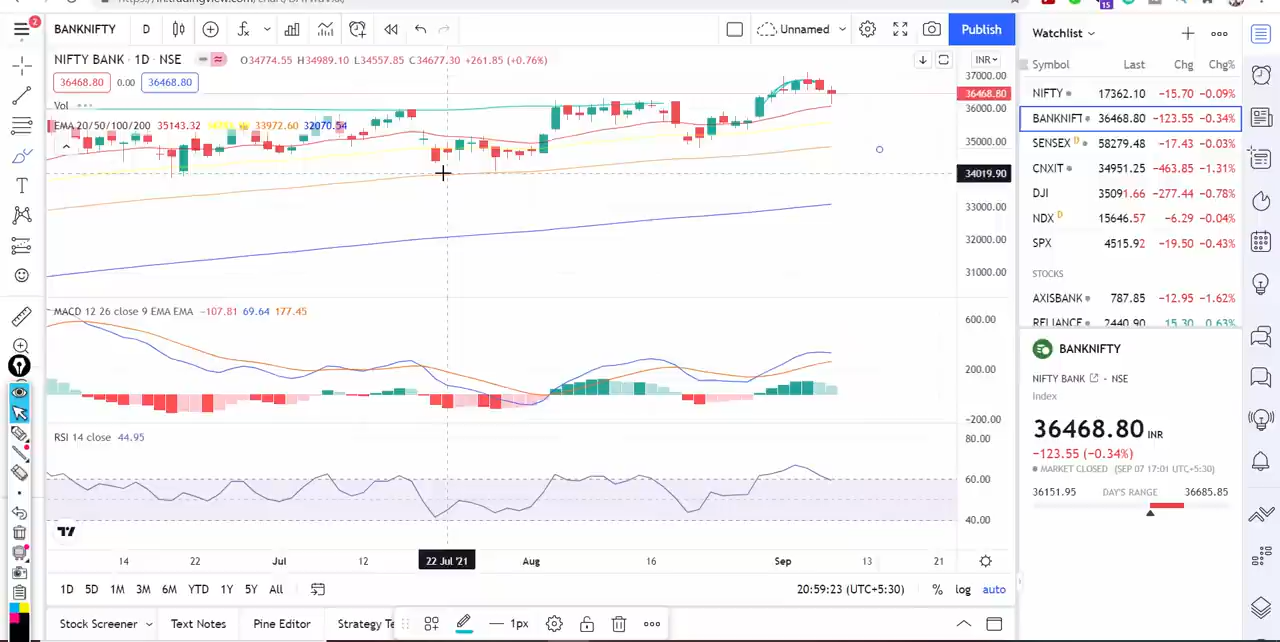 BANKNIFTY D Unnamed Publish
NIFTY BANK · 1D · NSE O34774.55 H34989.10 L34557.85 C34677.30 +261.85 (+0.76%)
36468.80 0.00 36468.80
Vol
EMA 20/50/100/200 35143.32 33972.60 32070.54
INR
37000.00
36468.80
36000.00
35000.00
34019.90
33000.00
32000.00
31000.00
MACD 12 26 close 9 EMA EMA −107.81 69.64 177.45
600.00
200.00
−200.00
RSI 14 close 44.95
80.00
60.00
40.00
14 22 Jul 12 22 Jul '21 Aug 16 Sep 13 21
1D 5D 1M 3M 6M YTD 1Y 5Y All 20:59:23 (UTC+5:30) % log auto
Stock Screener Text Notes Pine Editor Strategy Te 1px
2
15
Watchlist
Symbol Last Chg Chg%
NIFTY 17362.10 −15.70 −0.09%
BANKNIFT 36468.80 −123.55 −0.34%
SENSEX D 58279.48 −17.43 −0.03%
CNXIT 34951.25 −463.85 −1.31%
DJI 35091.66 −277.44 −0.78%
NDX D 15646.57 −6.29 −0.04%
SPX 4515.92 −19.50 −0.43%
STOCKS
AXISBANK 787.85 −12.95 −1.62%
RELIANCE 2440.90 15.30 0.63%
BANKNIFTY
NIFTY BANK - NSE
Index
36468.80 INR
−123.55 (−0.34%)
MARKET CLOSED (SEP 07 17:01 UTC+5:30)
36151.95 DAY'S RANGE 36685.85